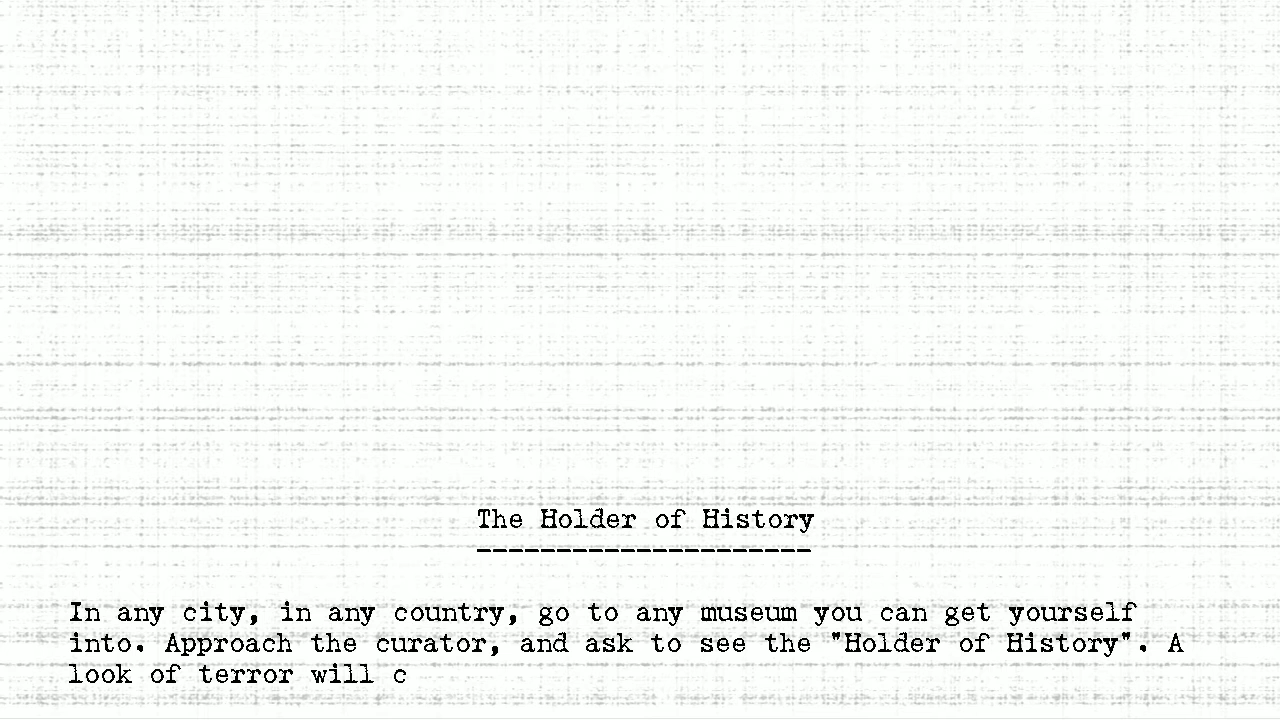 The Holder of History
---------------------
In any city, in any country, go to any museum you can get yourself
into. Approach the curator, and ask to see the "Holder of History". A
look of terror will c